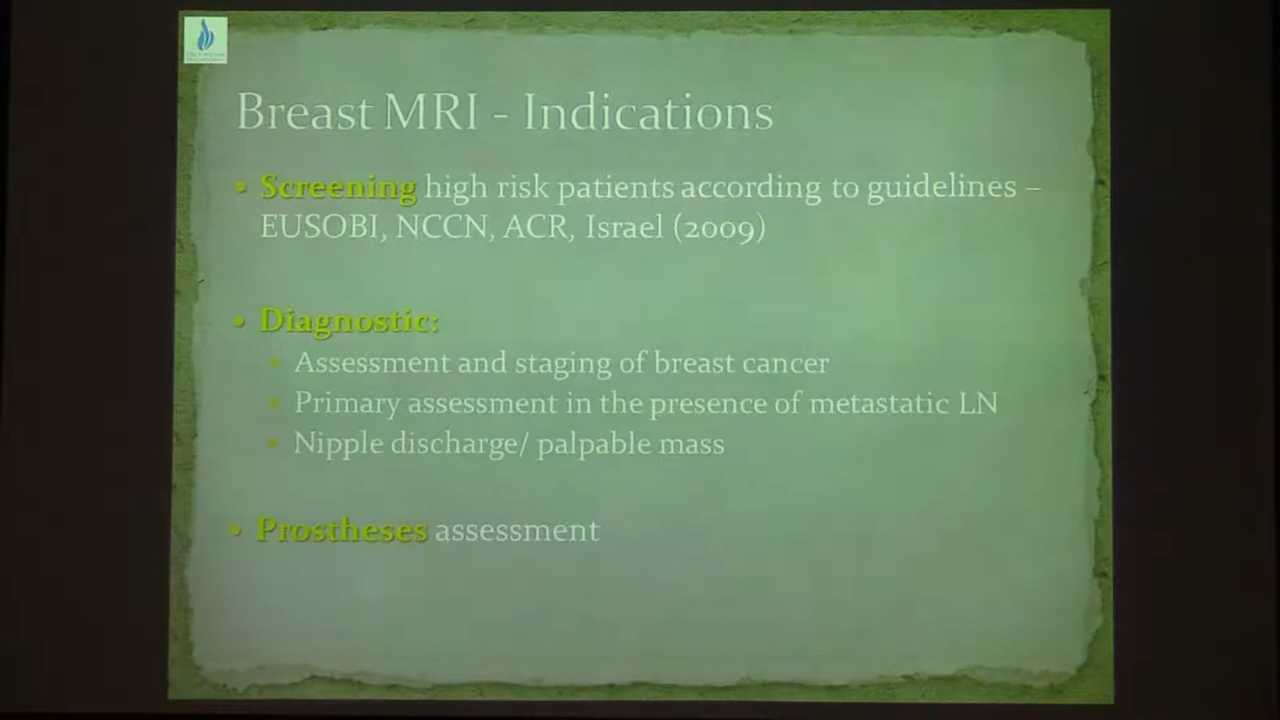 Breast MRI - Indications
• Screening high risk patients according to guidelines –
EUSOBI, NCCN, ACR, Israel (2009)
• Diagnostic:
• Assessment and staging of breast cancer
• Primary assessment in the presence of metastatic LN
• Nipple discharge/ palpable mass
• Prostheses assessment